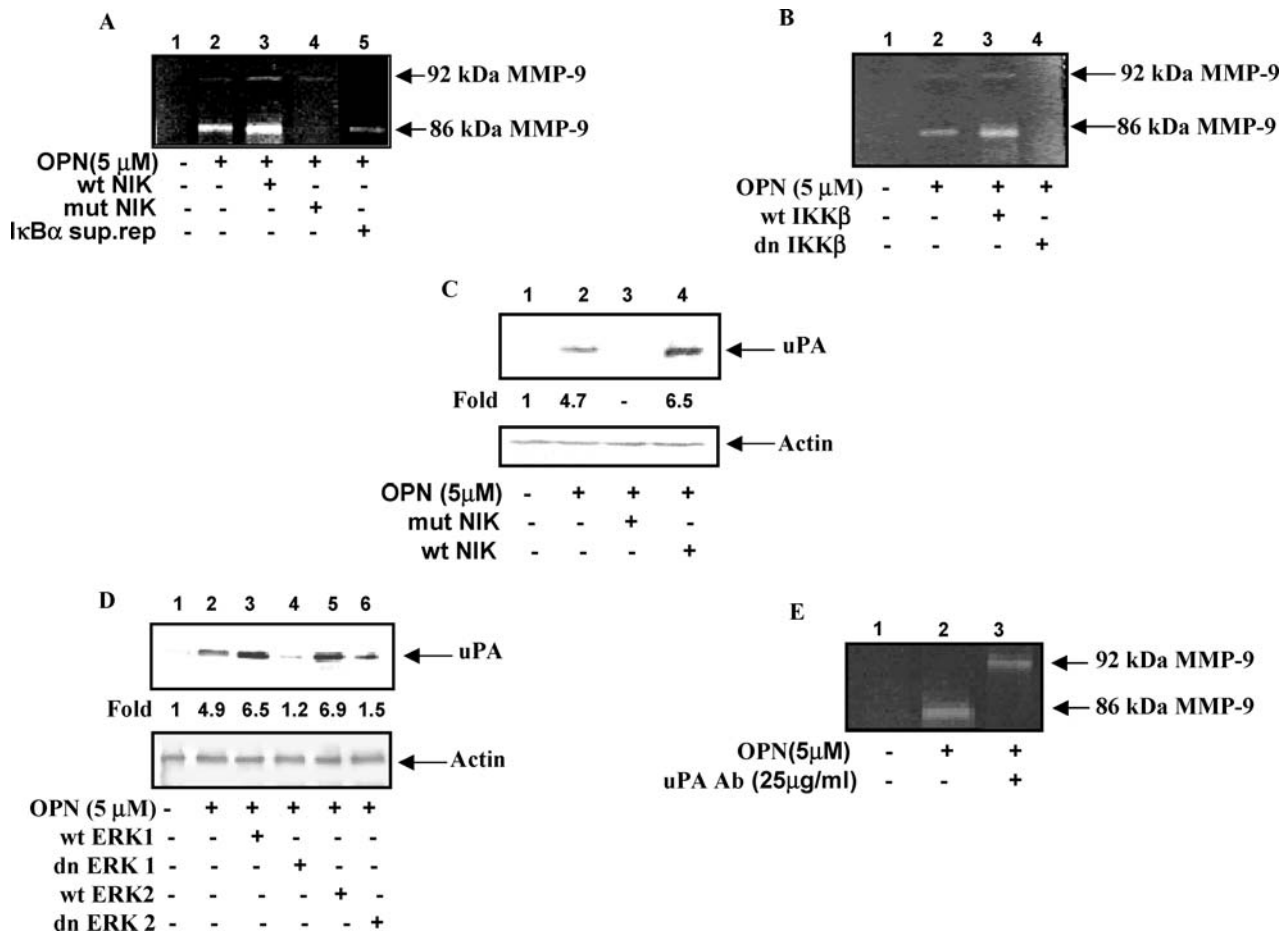 A
1 2 3 4 5
92 kDa MMP-9
86 kDa MMP-9
OPN(5 μM) - + + + +
wt NIK - - + - -
mut NIK - - - + -
IκBα sup.rep - - - - +
B
1 2 3 4
92 kDa MMP-9
86 kDa MMP-9
OPN (5 μM) - + + +
wt IKKβ - - + -
dn IKKβ - - - +
C
1 2 3 4
uPA
Fold 1 4.7 - 6.5
Actin
OPN (5μM) - + + +
mut NIK - - + -
wt NIK - - - +
D
1 2 3 4 5 6
uPA
Fold 1 4.9 6.5 1.2 6.9 1.5
Actin
OPN (5 μM) - + + + + +
wt ERK1 - - + - - -
dn ERK 1 - - - + - -
wt ERK2 - - - - + -
dn ERK 2 - - - - - +
E
1 2 3
92 kDa MMP-9
86 kDa MMP-9
OPN(5μM) - + +
uPA Ab (25μg/ml) - - +